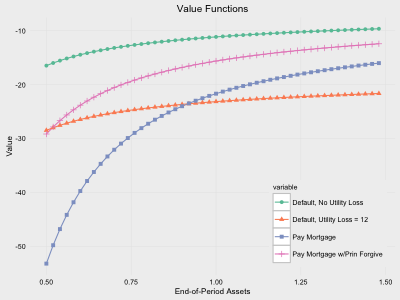 Value Functions
-10
-20
-30
-40
-50
Value
0.50
0.75
1.00
1.25
1.50
End-of-Period Assets
variable
Default, No Utility Loss
Default, Utility Loss = 12
Pay Mortgage
Pay Mortgage w/Prin Forgive